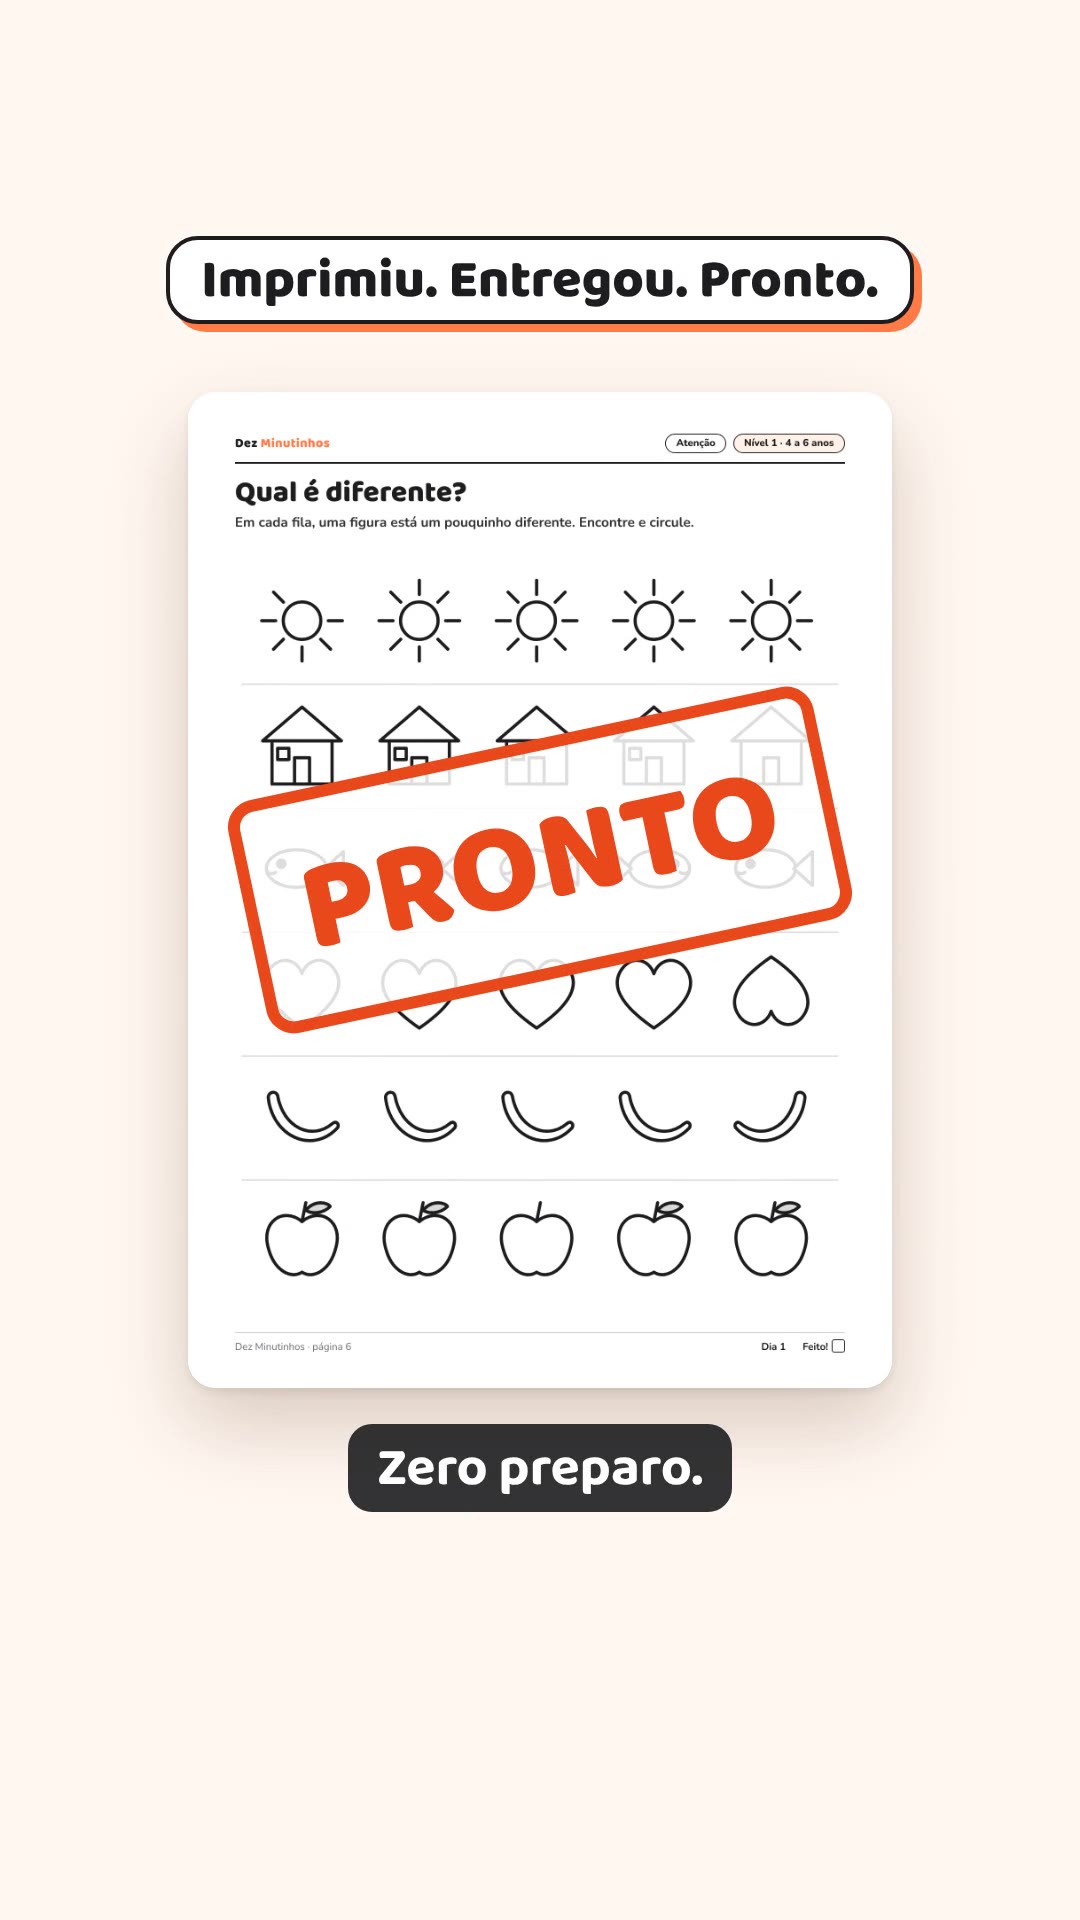 Imprimiu. Entregou. Pronto.
Dez Minutinhos
Atenção
Nível 1 · 4 a 6 anos
Qual é diferente?
Em cada fila, uma figura está um pouquinho diferente. Encontre e circule.
PRONTO
Dez Minutinhos · página 6
Dia 1
Feito!
Zero preparo.